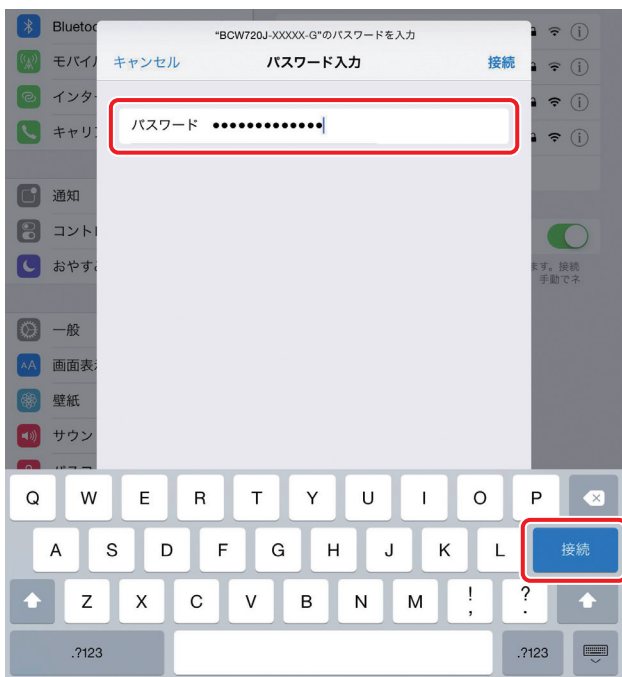 "BCW720J-XXXXX-G"のパスワードを入力
キャンセル パスワード入力 接続
パスワード ●●●●●●●●●●●●●
Bluetoo
モバイ
インタ
キャリ
通知
コント
おやす
ます。接続
手動でネ
一般
画面表
壁紙
サウン
Q W E R T Y U I O P
A S D F G H J K L 接続
Z X C V B N M ! , ? .
.?123 .?123